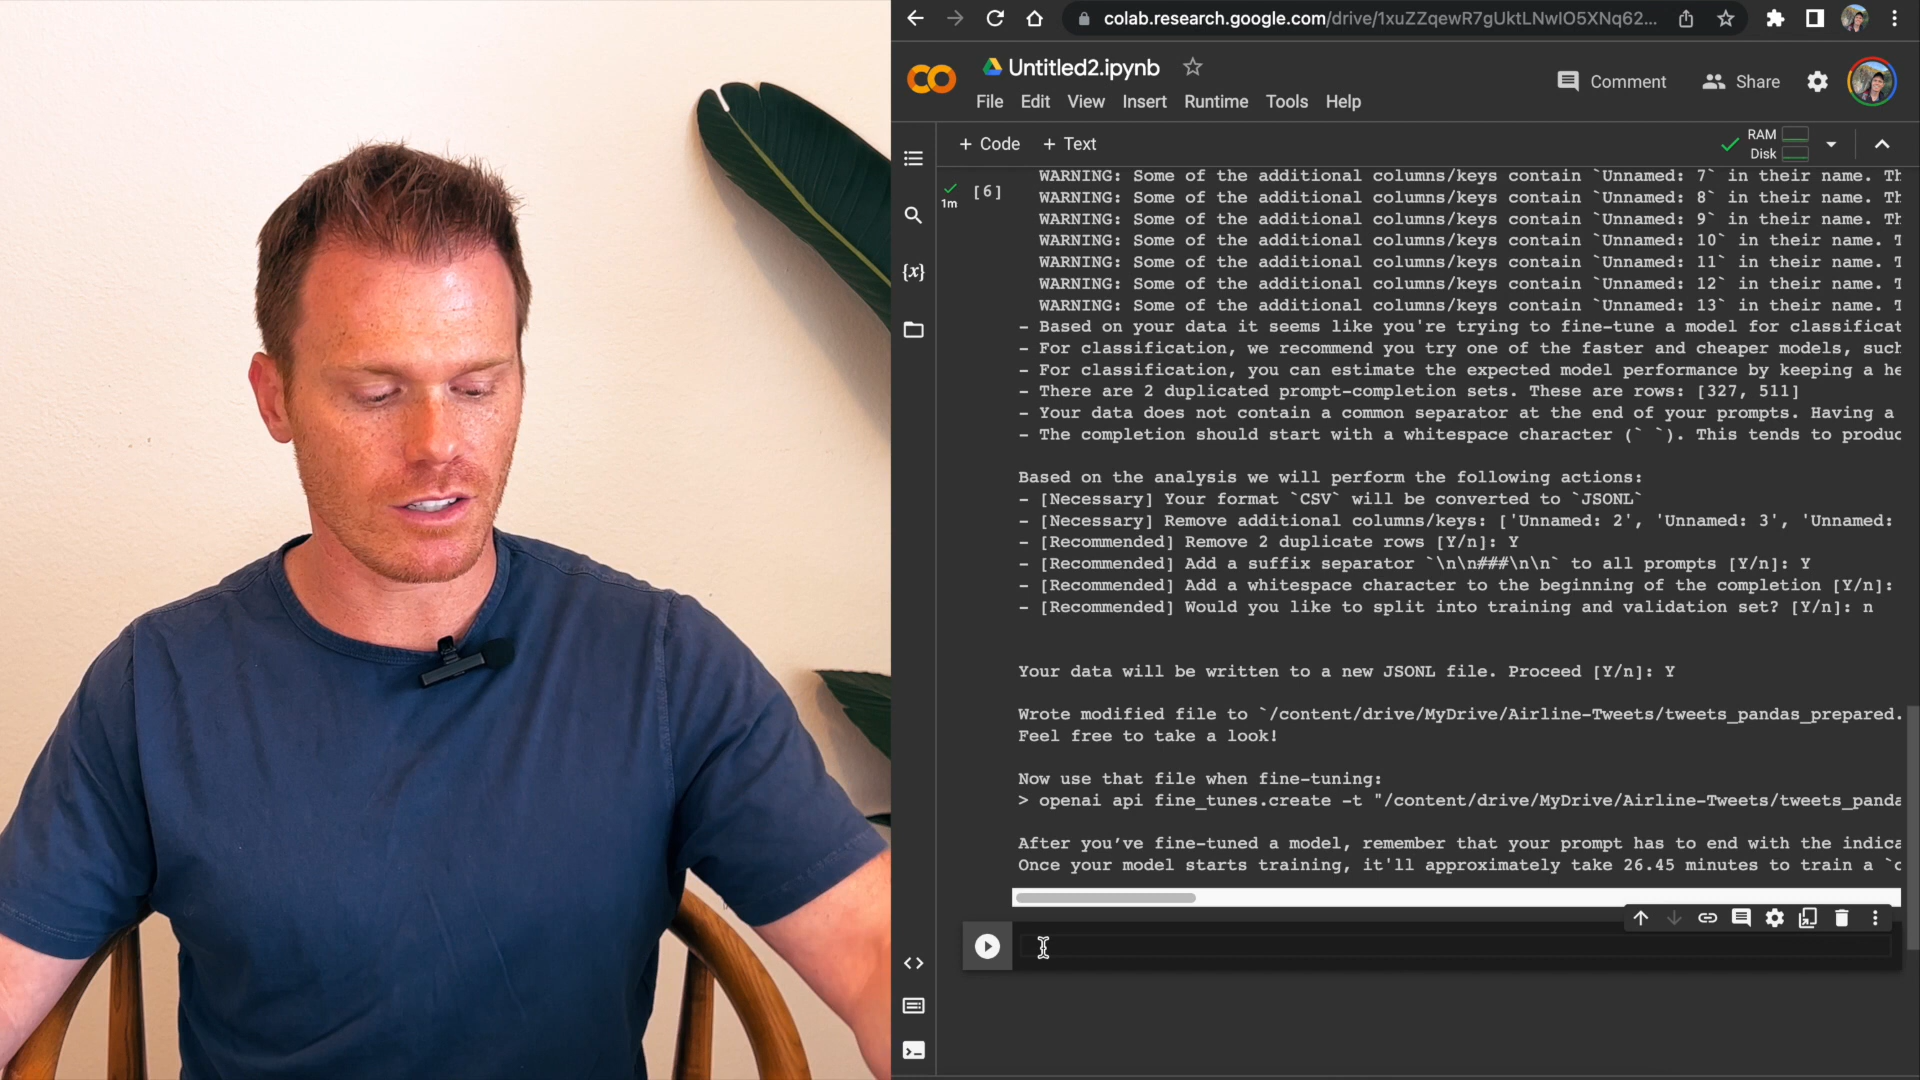 colab.research.google.com/drive/1xuZZqewR7gUktLNwIO5XNq62...
Untitled2.ipynb
Comment
Share
File Edit View Insert Runtime Tools Help
+ Code + Text
RAM
Disk
[6]
1m
WARNING: Some of the additional columns/keys contain `Unnamed: 7` in their name. Th
WARNING: Some of the additional columns/keys contain `Unnamed: 8` in their name. Th
WARNING: Some of the additional columns/keys contain `Unnamed: 9` in their name. Th
WARNING: Some of the additional columns/keys contain `Unnamed: 10` in their name. T
WARNING: Some of the additional columns/keys contain `Unnamed: 11` in their name. T
WARNING: Some of the additional columns/keys contain `Unnamed: 12` in their name. T
WARNING: Some of the additional columns/keys contain `Unnamed: 13` in their name. T
- Based on your data it seems like you're trying to fine-tune a model for classificat
- For classification, we recommend you try one of the faster and cheaper models, such
- For classification, you can estimate the expected model performance by keeping a he
- There are 2 duplicated prompt-completion sets. These are rows: [327, 511]
- Your data does not contain a common separator at the end of your prompts. Having a
- The completion should start with a whitespace character (` `). This tends to produc
Based on the analysis we will perform the following actions:
- [Necessary] Your format `CSV` will be converted to `JSONL`
- [Necessary] Remove additional columns/keys: ['Unnamed: 2', 'Unnamed: 3', 'Unnamed:
- [Recommended] Remove 2 duplicate rows [Y/n]: Y
- [Recommended] Add a suffix separator `\n\n###\n\n` to all prompts [Y/n]: Y
- [Recommended] Add a whitespace character to the beginning of the completion [Y/n]:
- [Recommended] Would you like to split into training and validation set? [Y/n]: n
Your data will be written to a new JSONL file. Proceed [Y/n]: Y
Wrote modified file to `/content/drive/MyDrive/Airline-Tweets/tweets_pandas_prepared.
Feel free to take a look!
Now use that file when fine-tuning:
> openai api fine_tunes.create -t "/content/drive/MyDrive/Airline-Tweets/tweets_panda
After you’ve fine-tuned a model, remember that your prompt has to end with the indica
Once your model starts training, it'll approximately take 26.45 minutes to train a `c